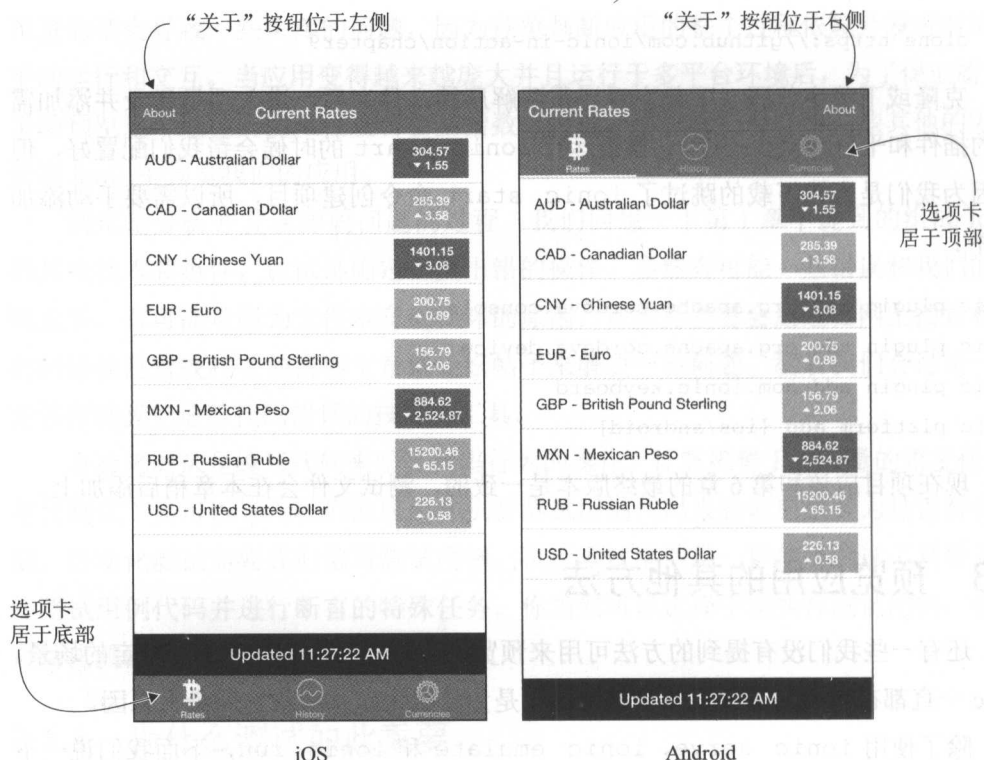 “关于”按钮位于左侧
“关于”按钮位于右侧
About
Current Rates
AUD - Australian Dollar
304.57
▼ 1.55
CAD - Canadian Dollar
285.39
▲ 3.58
CNY - Chinese Yuan
1401.15
▼ 3.08
EUR - Euro
200.75
▲ 0.89
GBP - British Pound Sterling
156.79
▲ 2.06
MXN - Mexican Peso
884.62
▼ 2,524.87
RUB - Russian Ruble
15200.46
▲ 65.15
USD - United States Dollar
226.13
▲ 0.58
Updated 11:27:22 AM
Rates
History
Currencies
选项卡
居于底部
iOS
Current Rates
About
Rates
History
Currencies
AUD - Australian Dollar
304.57
▼ 1.55
CAD - Canadian Dollar
285.39
▲ 3.58
CNY - Chinese Yuan
1401.15
▼ 3.08
EUR - Euro
200.75
▲ 0.89
GBP - British Pound Sterling
156.79
▲ 2.06
MXN - Mexican Peso
884.62
▼ 2,524.87
RUB - Russian Ruble
15200.46
▲ 65.15
USD - United States Dollar
226.13
▲ 0.58
Updated 11:27:22 AM
选项卡
居于顶部
Android